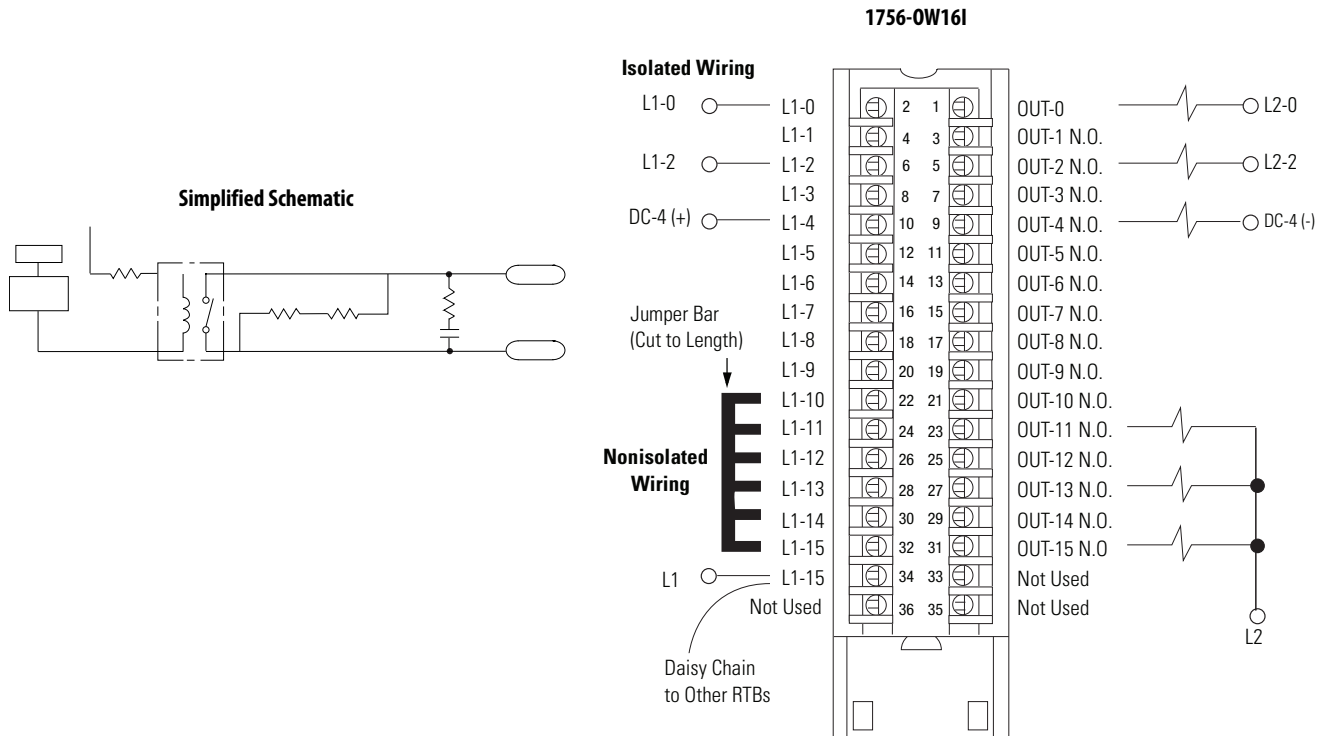 1756-OW16I
Isolated Wiring
L1-0 L1-0 2 1 OUT-0 L2-0
L1-1 4 3 OUT-1 N.O.
L1-2 L1-2 6 5 OUT-2 N.O. L2-2
L1-3 8 7 OUT-3 N.O.
DC-4 (+) L1-4 10 9 OUT-4 N.O. DC-4 (-)
L1-5 12 11 OUT-5 N.O.
L1-6 14 13 OUT-6 N.O.
L1-7 16 15 OUT-7 N.O.
L1-8 18 17 OUT-8 N.O.
L1-9 20 19 OUT-9 N.O.
L1-10 22 21 OUT-10 N.O.
L1-11 24 23 OUT-11 N.O.
L1-12 26 25 OUT-12 N.O.
L1-13 28 27 OUT-13 N.O.
L1-14 30 29 OUT-14 N.O.
L1-15 32 31 OUT-15 N.O
L1 L1-15 34 33 Not Used
Not Used 36 35 Not Used
L2
Simplified Schematic
Jumper Bar
(Cut to Length)
Nonisolated
Wiring
Daisy Chain
to Other RTBs